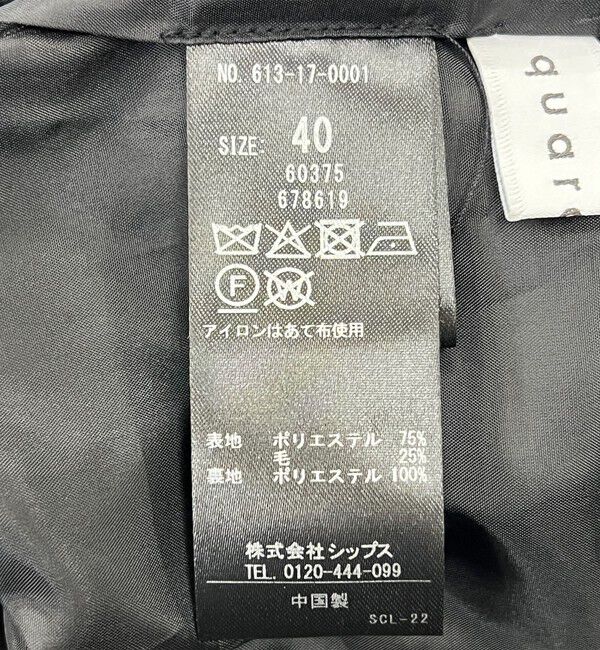 NO. 613-17-0001
SIZE: 40
60375
678619
F
W
アイロンはあて布使用
表地 ポリエステル 75%
毛 25%
裏地 ポリエステル 100%
株式会社シップス
TEL. 0120-444-099
中国製
SCL-22
quar